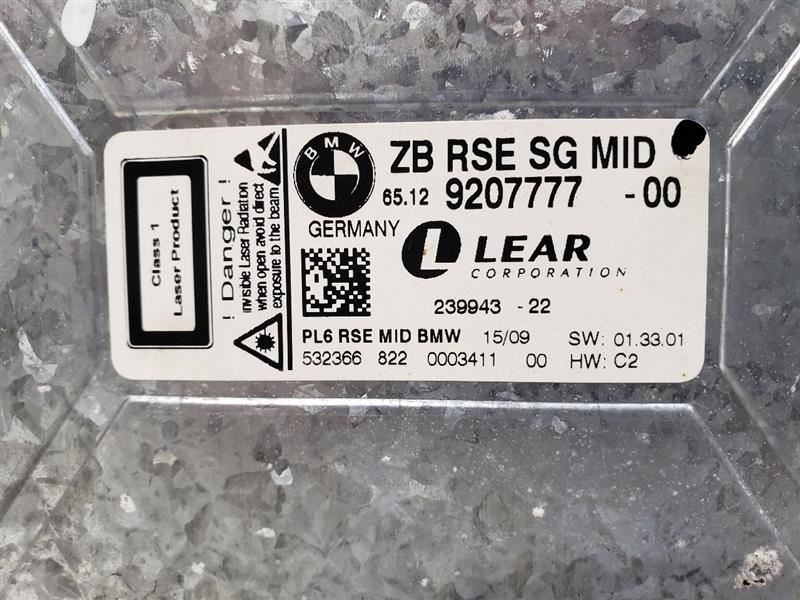 Class 1
Laser Product
! Danger !
invisible Laser Radiation
when open avoid direct
exposure to the beam
BMW
ZB RSE SG MID
65.12 9207777 -00
GERMANY
L LEAR
CORPORATION
239943 - 22
PL6 RSE MID BMW 15/09 SW: 01.33.01
532366 822 0003411 00 HW: C2